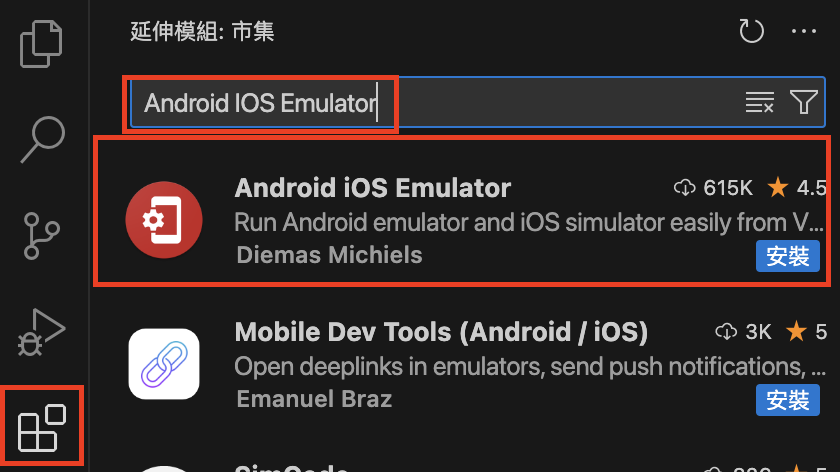 延伸模組: 市集
Android IOS Emulator
Android iOS Emulator 615K 4.5
Run Android emulator and iOS simulator easily from V...
Diemas Michiels 安裝
Mobile Dev Tools (Android / iOS) 3K 5
Open deeplinks in emulators, send push notifications, ...
Emanuel Braz 安裝